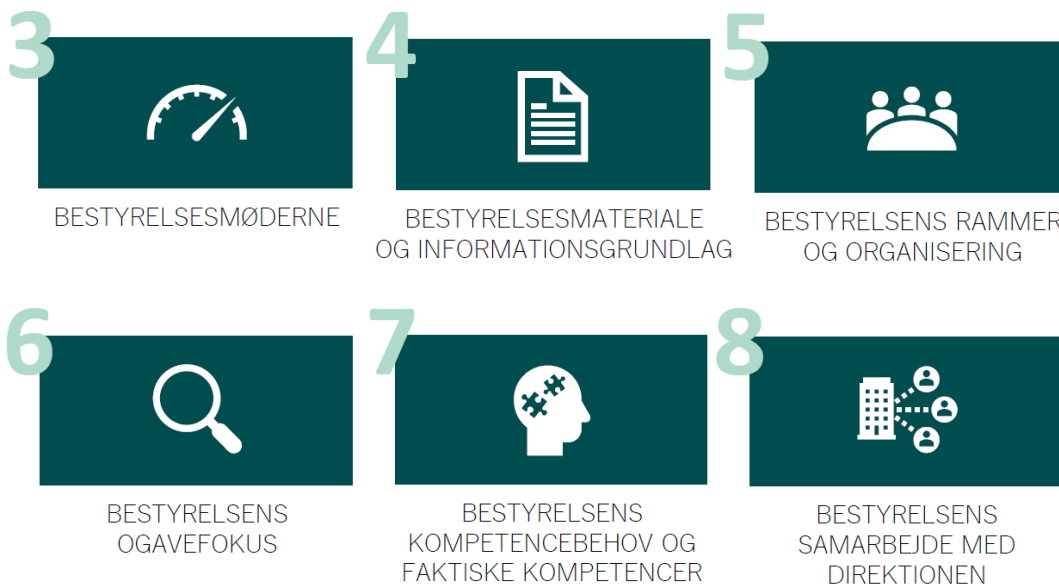 3
BESTYRELSESMØDERNE
4
BESTYRELSESMATERIALE
OG INFORMATIONSGRUNDLAG
5
BESTYRELSENS RAMMER
OG ORGANISERING
6
BESTYRELSENS
OGAVEFOKUS
7
BESTYRELSENS
KOMPETENCEBEHOV OG
FAKTISKE KOMPETENCER
8
BESTYRELSENS
SAMARBEJDE MED
DIREKTIONEN